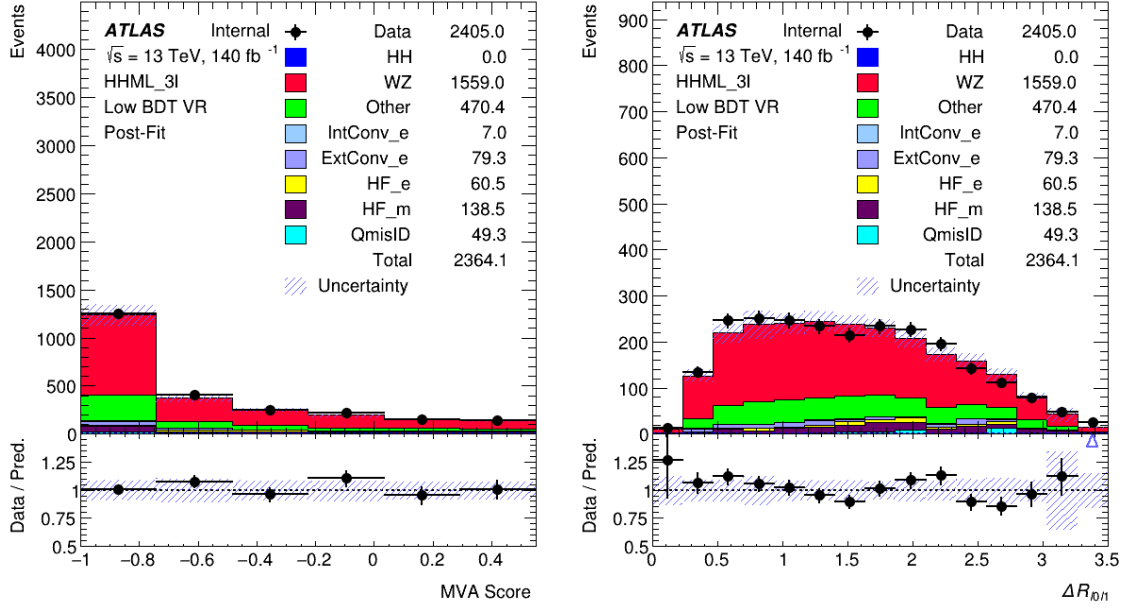 Events
4000
3500
3000
2500
2000
1500
1000
500
0
ATLAS Internal
√s = 13 TeV, 140 fb -1
HHML_3l
Low BDT VR
Post-Fit
Data 2405.0
HH 0.0
WZ 1559.0
Other 470.4
IntConv_e 7.0
ExtConv_e 79.3
HF_e 60.5
HF_m 138.5
QmisID 49.3
Total 2364.1
Uncertainty
Data / Pred.
1.25
1
0.75
0.5
−1 −0.8 −0.6 −0.4 −0.2 0 0.2 0.4
MVA Score
Events
900
800
700
600
500
400
300
200
100
0
ATLAS Internal
√s = 13 TeV, 140 fb -1
HHML_3l
Low BDT VR
Post-Fit
Data 2405.0
HH 0.0
WZ 1559.0
Other 470.4
IntConv_e 7.0
ExtConv_e 79.3
HF_e 60.5
HF_m 138.5
QmisID 49.3
Total 2364.1
Uncertainty
Data / Pred.
1.25
1
0.75
0.5
0 0.5 1 1.5 2 2.5 3 3.5
ΔR l0l1